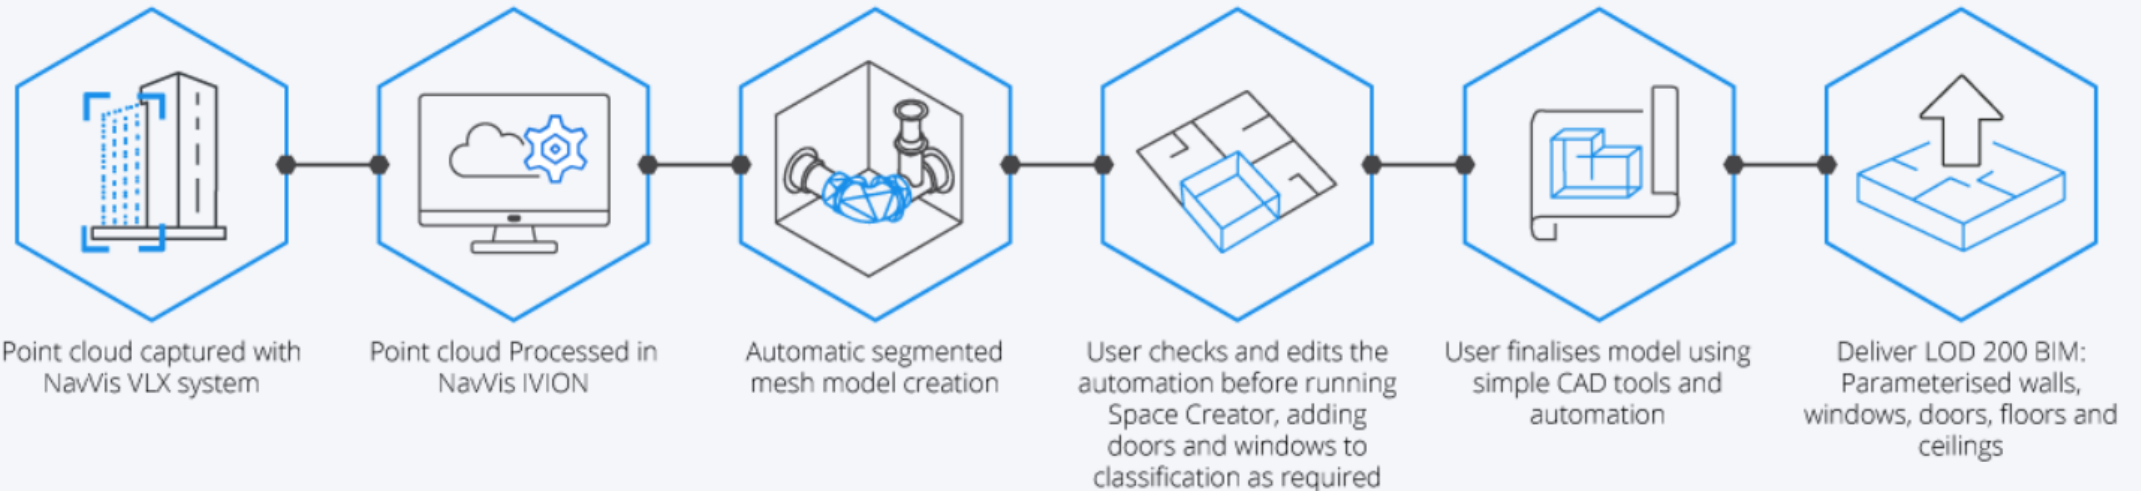 Point cloud captured with
NavVis VLX system
Point cloud Processed in
NavVis IVION
Automatic segmented
mesh model creation
User checks and edits the
automation before running
Space Creator, adding
doors and windows to
classification as required
User finalises model using
simple CAD tools and
automation
Deliver LOD 200 BIM:
Parameterised walls,
windows, doors, floors and
ceilings